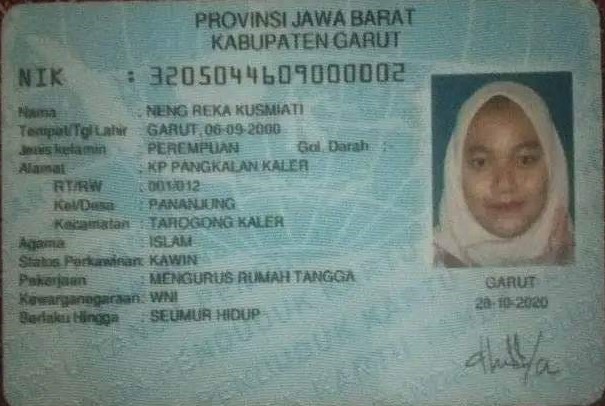 PROVINSI JAWA BARAT
KABUPATEN GARUT
NIK : 3205044609000002
Nama : NENG REKA KUSMIATI
Tempat/Tgl Lahir : GARUT, 06-09-2000
Jenis kelamin : PEREMPUAN Gol. Darah : -
Alamat : KP PANGKALAN KALER
RT/RW : 001/012
Kel/Desa : PANANJUNG
Kecamatan : TAROGONG KALER
Agama : ISLAM
Status Perkawinan: KAWIN
Pekerjaan : MENGURUS RUMAH TANGGA
Kewarganegaraan: WNI
Berlaku Hingga : SEUMUR HIDUP
GARUT
28-10-2020